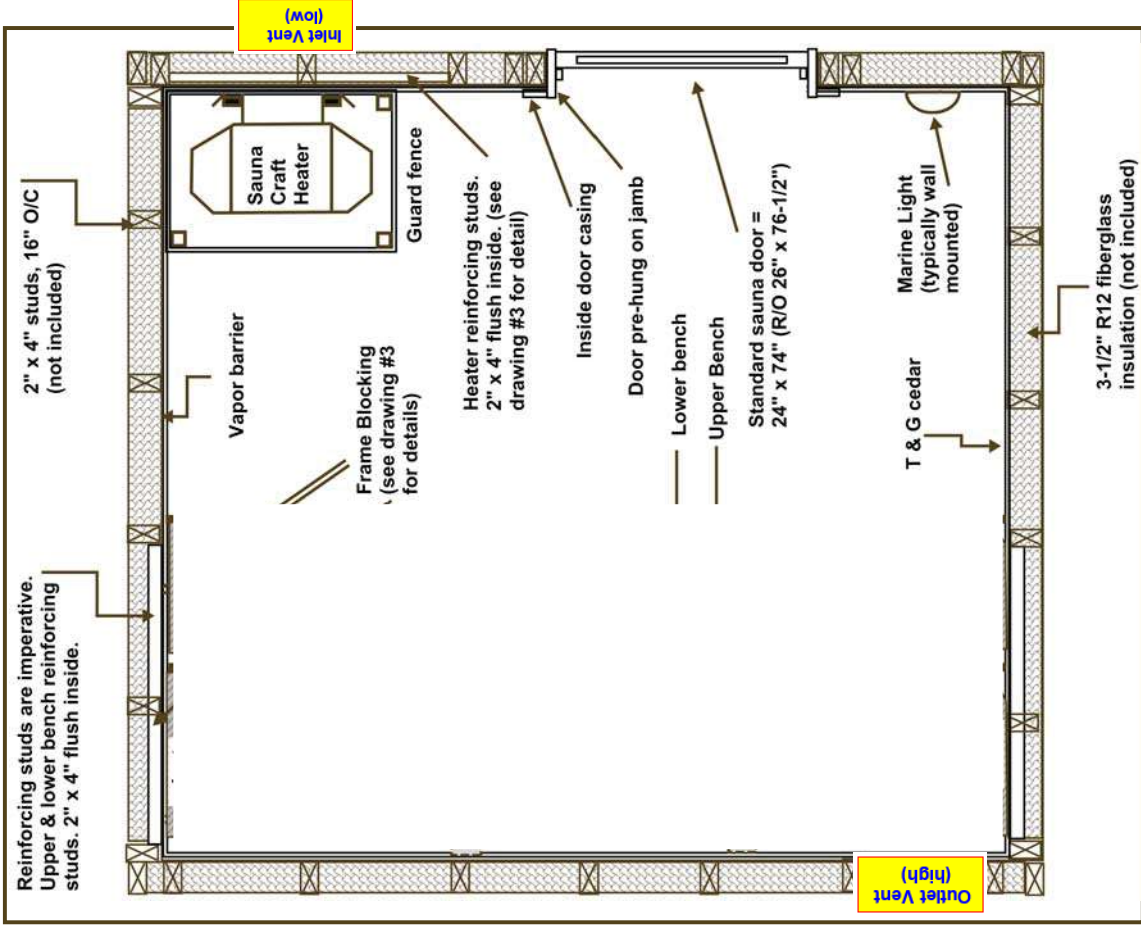 Inlet Vent
(low)
2" x 4" studs, 16" O/C
(not included)
Reinforcing studs are imperative.
Upper & lower bench reinforcing
studs. 2" x 4" flush inside.
Vapor barrier
Sauna
Craft
Heater
Guard fence
Frame Blocking
(see drawing #3
for details)
Heater reinforcing studs.
2" x 4" flush inside. (see
drawing #3 for detail)
Inside door casing
Door pre-hung on jamb
Lower bench
Upper Bench
Standard sauna door =
24" x 74" (R/O 26" x 76-1/2")
Marine Light
(typically wall
mounted)
T & G cedar
3-1/2" R12 fiberglass
insulation (not included)
Outlet Vent
(high)